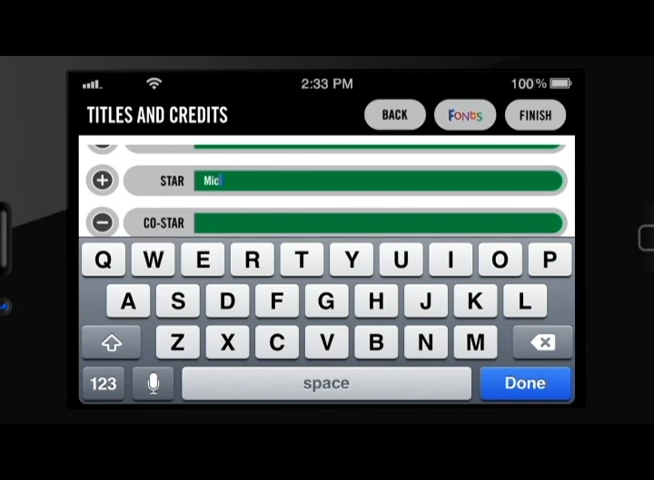 2:33 PM
100 %
TITLES AND CREDITS
BACK
FONTS
FINISH
STAR Mic
CO-STAR
Q W E R T Y U I O P
A S D F G H J K L
Z X C V B N M
123 space Done